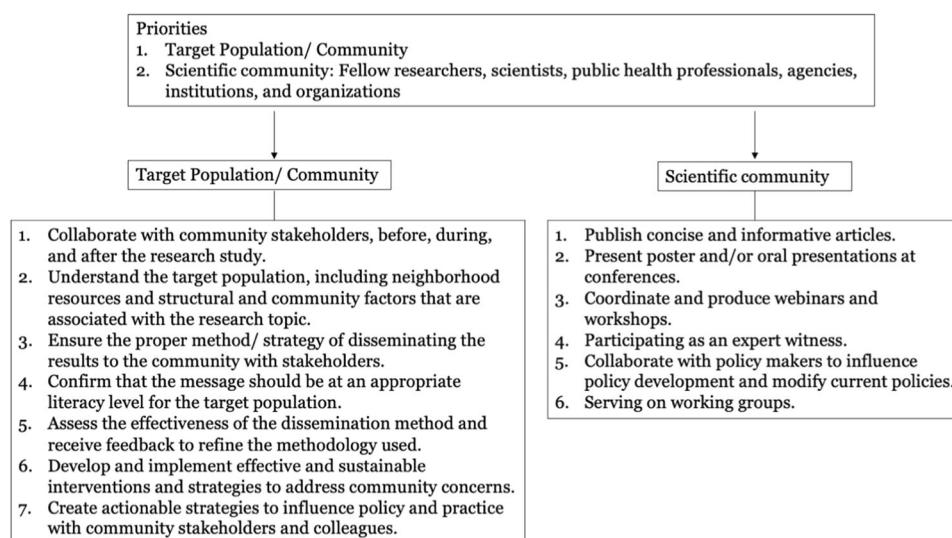 Priorities
1. Target Population/ Community
2. Scientific community: Fellow researchers, scientists, public health professionals, agencies,
institutions, and organizations
Target Population/ Community
Scientific community
1. Collaborate with community stakeholders, before, during,
and after the research study.
2. Understand the target population, including neighborhood
resources and structural and community factors that are
associated with the research topic.
3. Ensure the proper method/ strategy of disseminating the
results to the community with stakeholders.
4. Confirm that the message should be at an appropriate
literacy level for the target population.
5. Assess the effectiveness of the dissemination method and
receive feedback to refine the methodology used.
6. Develop and implement effective and sustainable
interventions and strategies to address community concerns.
7. Create actionable strategies to influence policy and practice
with community stakeholders and colleagues.
1. Publish concise and informative articles.
2. Present poster and/or oral presentations at
conferences.
3. Coordinate and produce webinars and
workshops.
4. Participating as an expert witness.
5. Collaborate with policy makers to influence
policy development and modify current policies.
6. Serving on working groups.